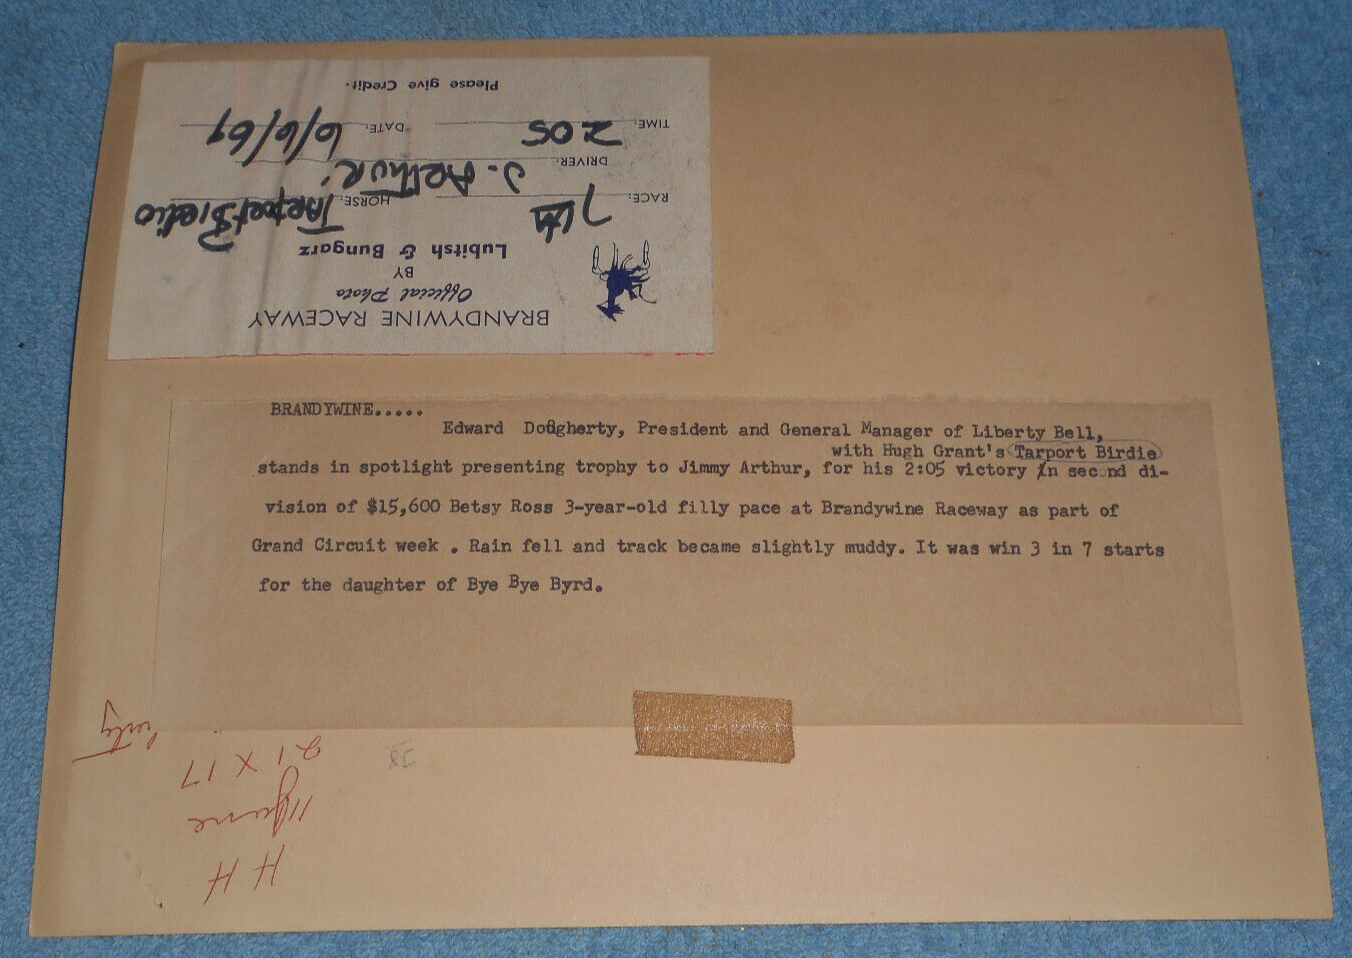 BRANDYWINE RACEWAY
Official Photo
BY
Lubitsh & Bungarz
RACE: 7th HORSE: Tarport Birdie
DRIVER: J. Arthur
TIME: 205 DATE: 6/6/69
Please give Credit.
BRANDYWINE.....
Edward Dougherty, President and General Manager of Liberty Bell,
with Hugh Grant's Tarport Birdie
stands in spotlight presenting trophy to Jimmy Arthur, for his 2:05 victory in second di-
vision of $15,600 Betsy Ross 3-year-old filly pace at Brandywine Raceway as part of
Grand Circuit week . Rain fell and track became slightly muddy. It was win 3 in 7 starts
for the daughter of Bye Bye Byrd.
H H
June
21 X 17